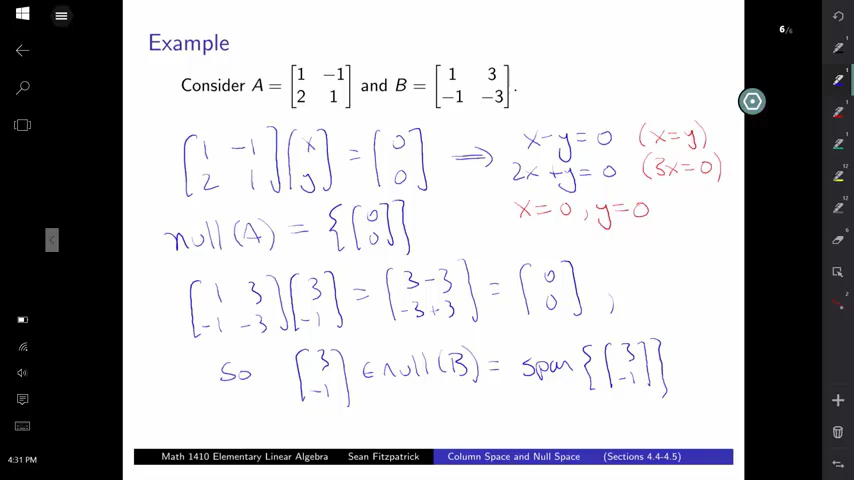 6/6
Example
Consider A = [1 −1; 2 1] and B = [1 3; −1 −3].
[1 −1; 2 1] [x; y] = [0; 0] ⟹ x−y=0 (x=y)
2x+y=0 (3x=0)
x=0, y=0
null(A) = {[0; 0]}
[1 3; −1 −3] [3; −1] = [3−3; −3+3] = [0; 0],
So [3; −1] ∈ null(B) = span {[3; −1]}
Math 1410 Elementary Linear Algebra Sean Fitzpatrick Column Space and Null Space (Sections 4.4-4.5)
4:31 PM